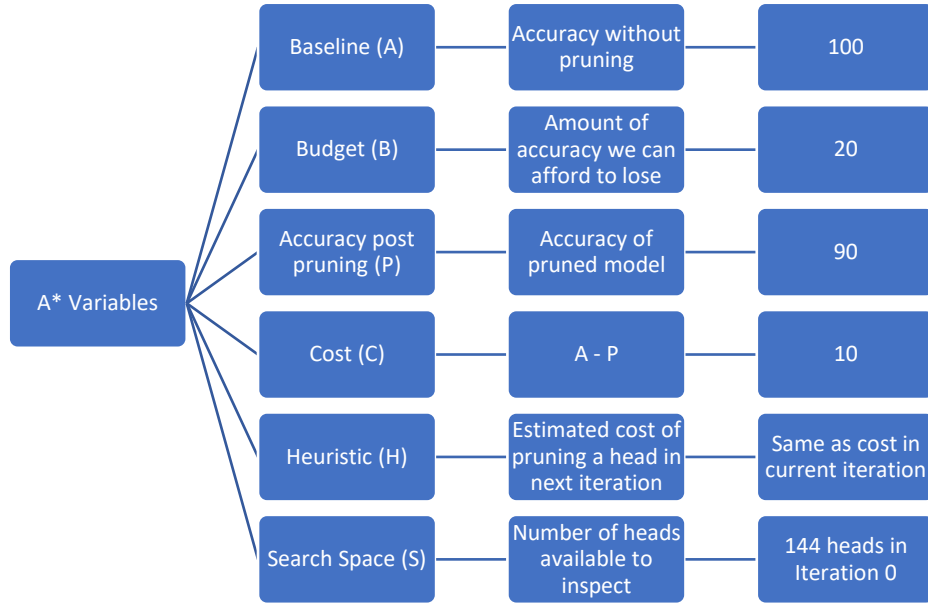 A* Variables
Baseline (A)
Accuracy without
pruning
100
Budget (B)
Amount of
accuracy we can
afford to lose
20
Accuracy post
pruning (P)
Accuracy of
pruned model
90
Cost (C)
A - P
10
Heuristic (H)
Estimated cost of
pruning a head in
next iteration
Same as cost in
current iteration
Search Space (S)
Number of heads
available to
inspect
144 heads in
Iteration 0